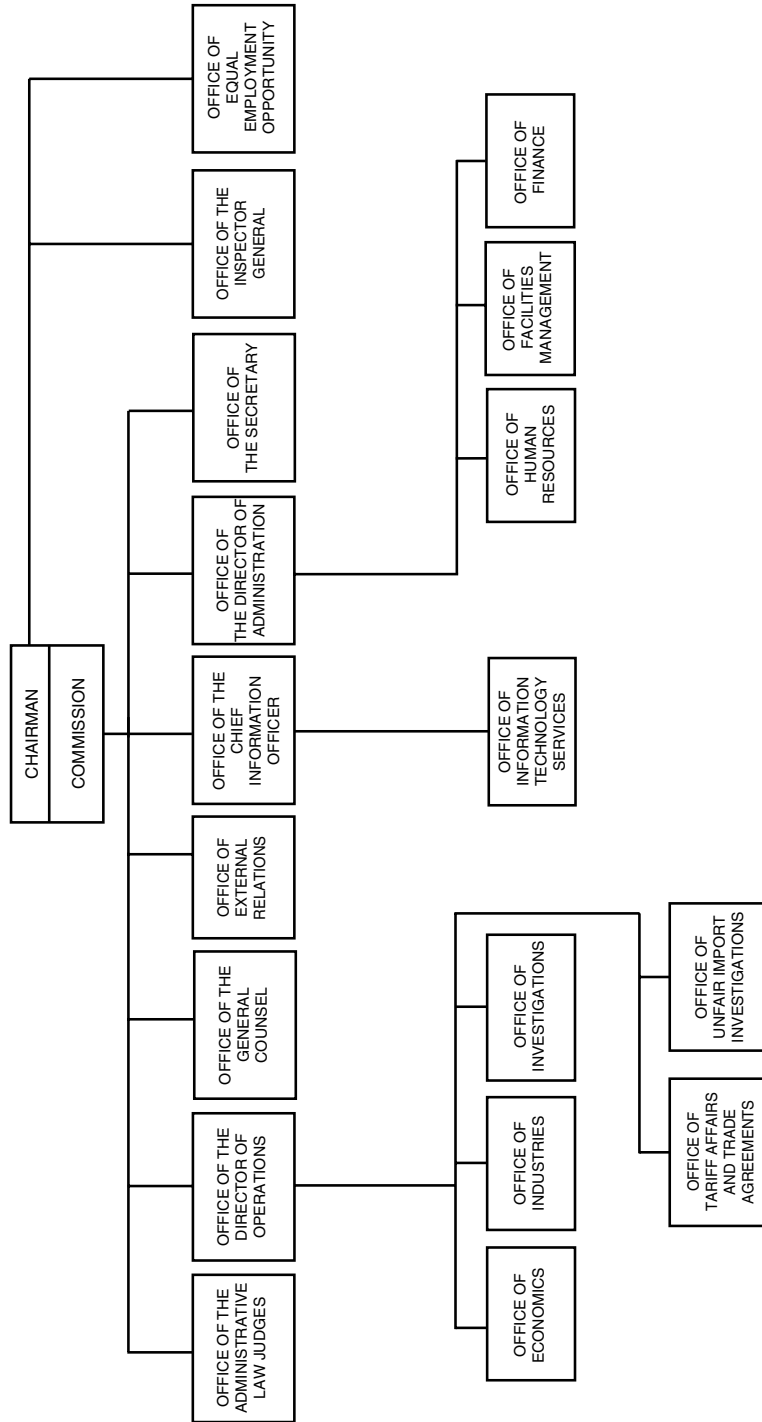 CHAIRMAN
COMMISSION
OFFICE OF THE
ADMINISTRATIVE
LAW JUDGES
OFFICE OF THE
DIRECTOR OF
OPERATIONS
OFFICE OF THE
GENERAL
COUNSEL
OFFICE OF
EXTERNAL
RELATIONS
OFFICE OF THE
CHIEF
INFORMATION
OFFICER
OFFICE OF
THE DIRECTOR OF
ADMINISTRATION
OFFICE OF
THE SECRETARY
OFFICE OF THE
INSPECTOR
GENERAL
OFFICE OF
EQUAL
EMPLOYMENT
OPPORTUNITY
OFFICE OF
ECONOMICS
OFFICE OF
INDUSTRIES
OFFICE OF
INVESTIGATIONS
OFFICE OF
INFORMATION
TECHNOLOGY
SERVICES
OFFICE OF
HUMAN
RESOURCES
OFFICE OF
FACILITIES
MANAGEMENT
OFFICE OF
FINANCE
OFFICE OF
TARIFF AFFAIRS
AND TRADE
AGREEMENTS
OFFICE OF
UNFAIR IMPORT
INVESTIGATIONS